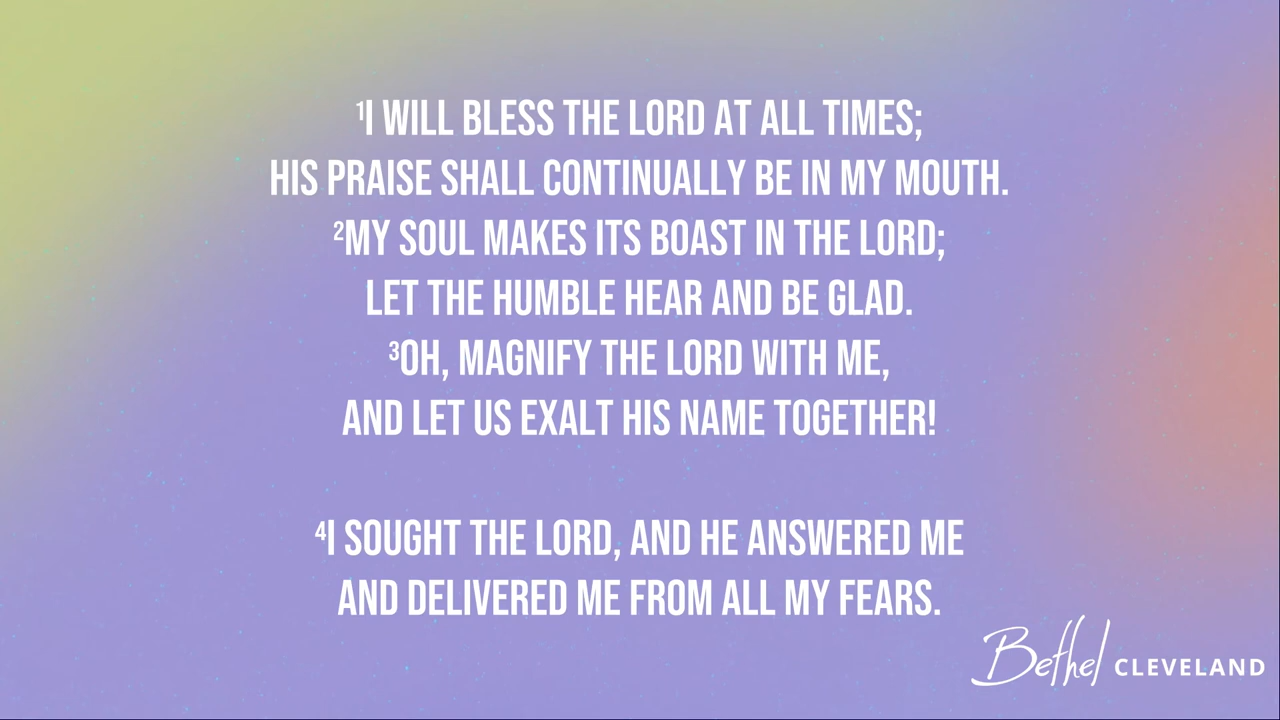 ¹I WILL BLESS THE LORD AT ALL TIMES;
HIS PRAISE SHALL CONTINUALLY BE IN MY MOUTH.
²MY SOUL MAKES ITS BOAST IN THE LORD;
LET THE HUMBLE HEAR AND BE GLAD.
³OH, MAGNIFY THE LORD WITH ME,
AND LET US EXALT HIS NAME TOGETHER!
⁴I SOUGHT THE LORD, AND HE ANSWERED ME
AND DELIVERED ME FROM ALL MY FEARS.
Bethel CLEVELAND